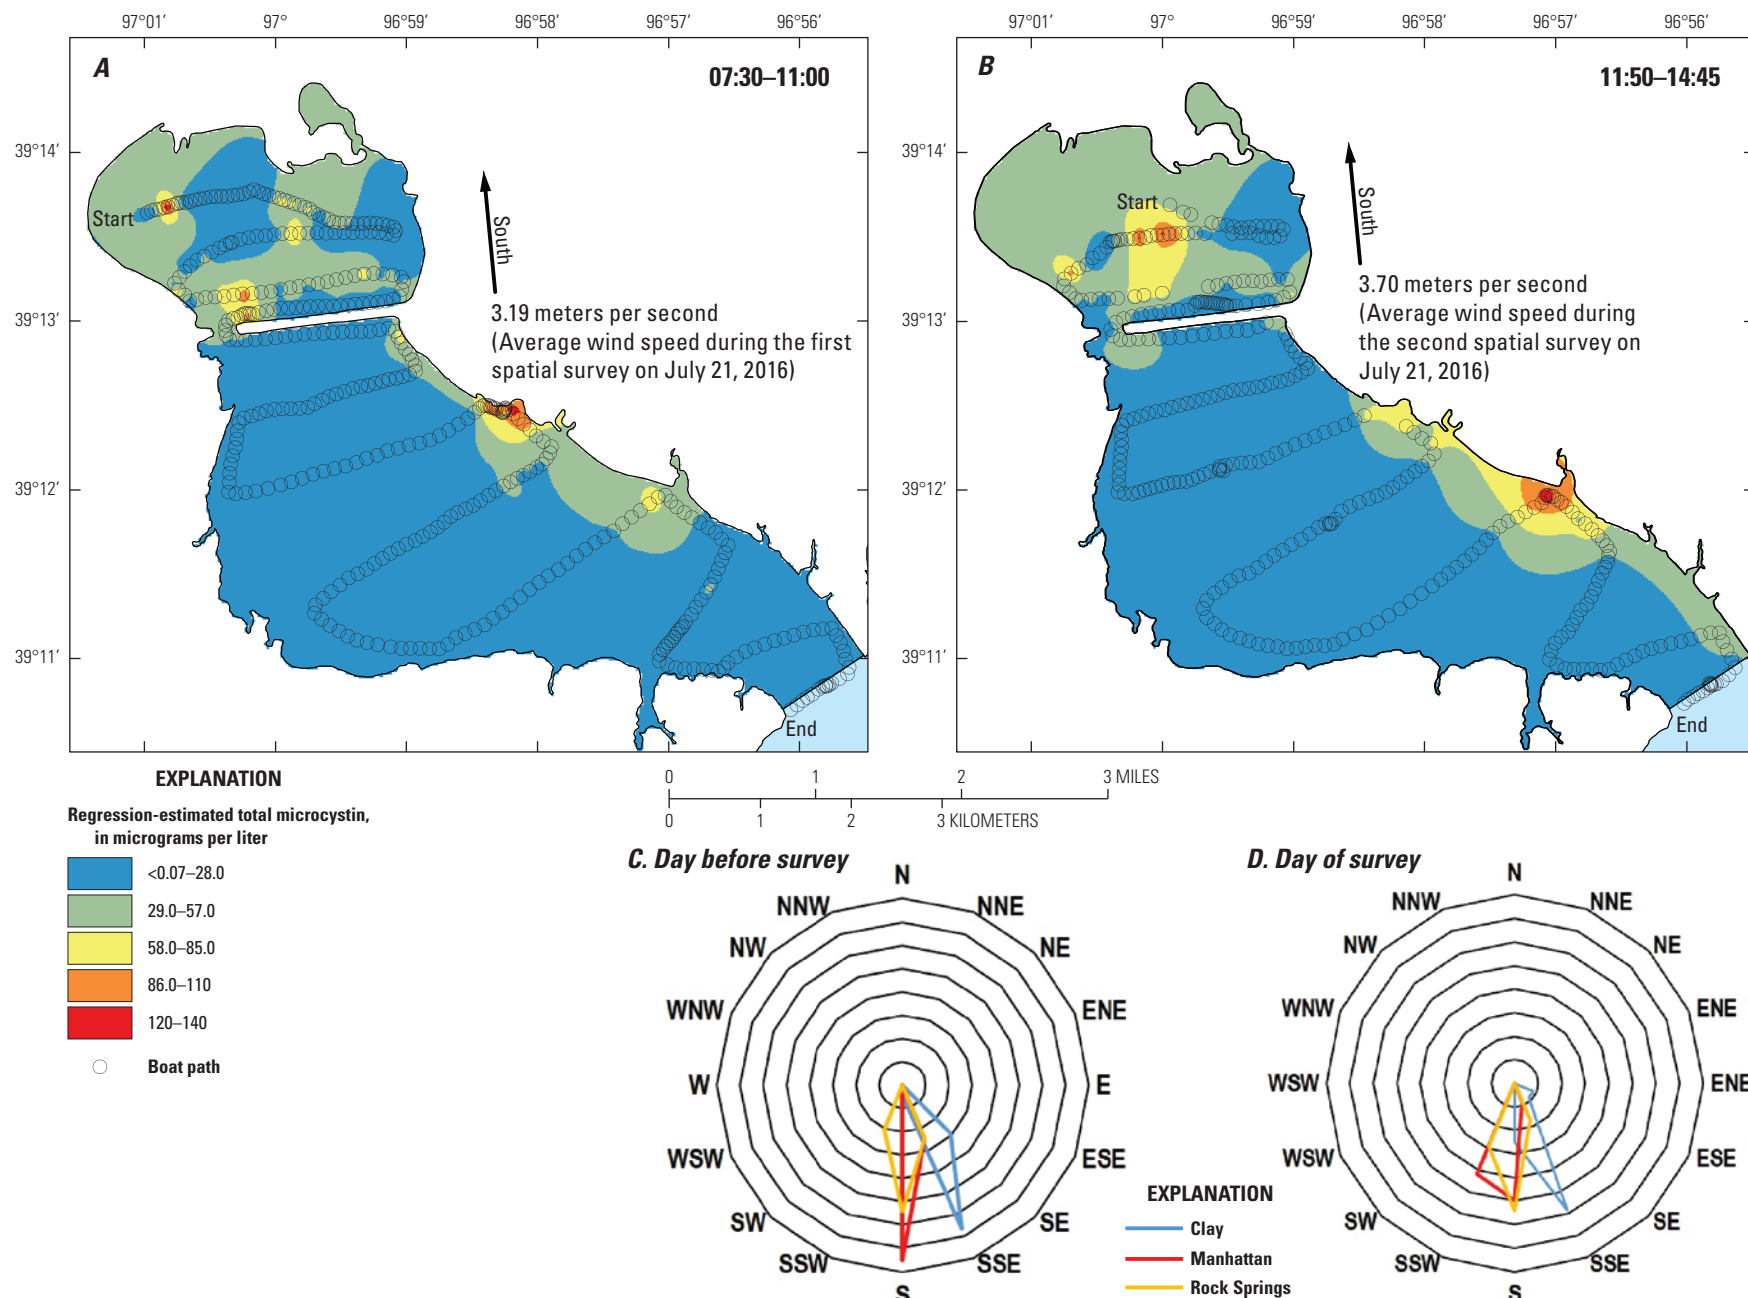 97°01′ 97° 96°59′ 96°58′ 96°57′ 96°56′
97°01′ 97° 96°59′ 96°58′ 96°57′ 96°56′
A
07:30–11:00
39°14′
39°13′
39°12′
39°11′
Start
South
3.19 meters per second
(Average wind speed during the first
spatial survey on July 21, 2016)
End
B
11:50–14:45
39°14′
39°13′
39°12′
39°11′
Start
South
3.70 meters per second
(Average wind speed during
the second spatial survey on
July 21, 2016)
End
EXPLANATION
Regression-estimated total microcystin,
in micrograms per liter
<0.07–28.0
29.0–57.0
58.0–85.0
86.0–110
120–140
Boat path
0 1 2 3 MILES
0 1 2 3 KILOMETERS
C. Day before survey
N
NNW NNE
NW NE
WNW ENE
W E
WSW ESE
SW SE
SSW SSE
S
D. Day of survey
N
NNW NNE
NW NE
WNW ENE
WSW ENE
WSW ESE
SW SE
SSW SSE
S
EXPLANATION
Clay
Manhattan
Rock Springs